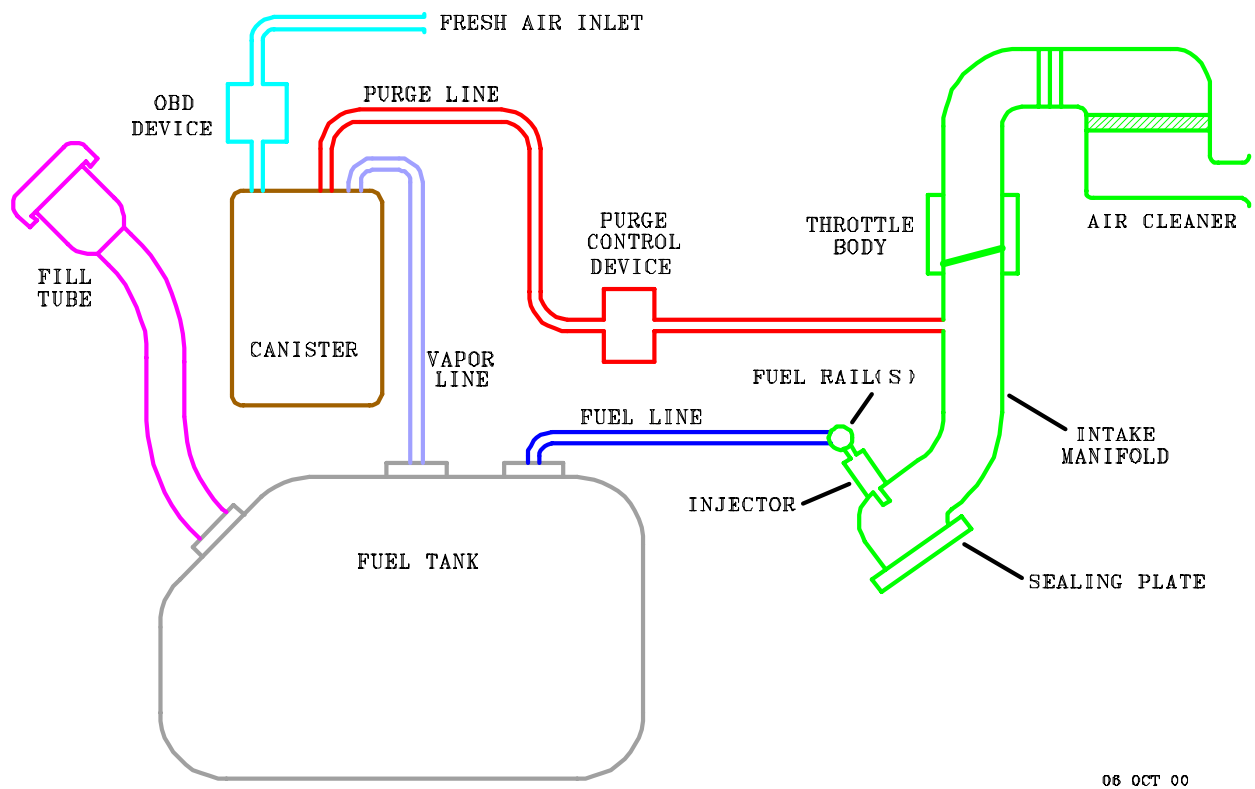 FRESH AIR INLET
OBD
DEVICE
PURGE LINE
FILL
TUBE
CANISTER
VAPOR
LINE
PURGE
CONTROL
DEVICE
THROTTLE
BODY
AIR CLEANER
FUEL RAIL(S)
FUEL LINE
INTAKE
MANIFOLD
INJECTOR
FUEL TANK
SEALING PLATE
06 OCT 00